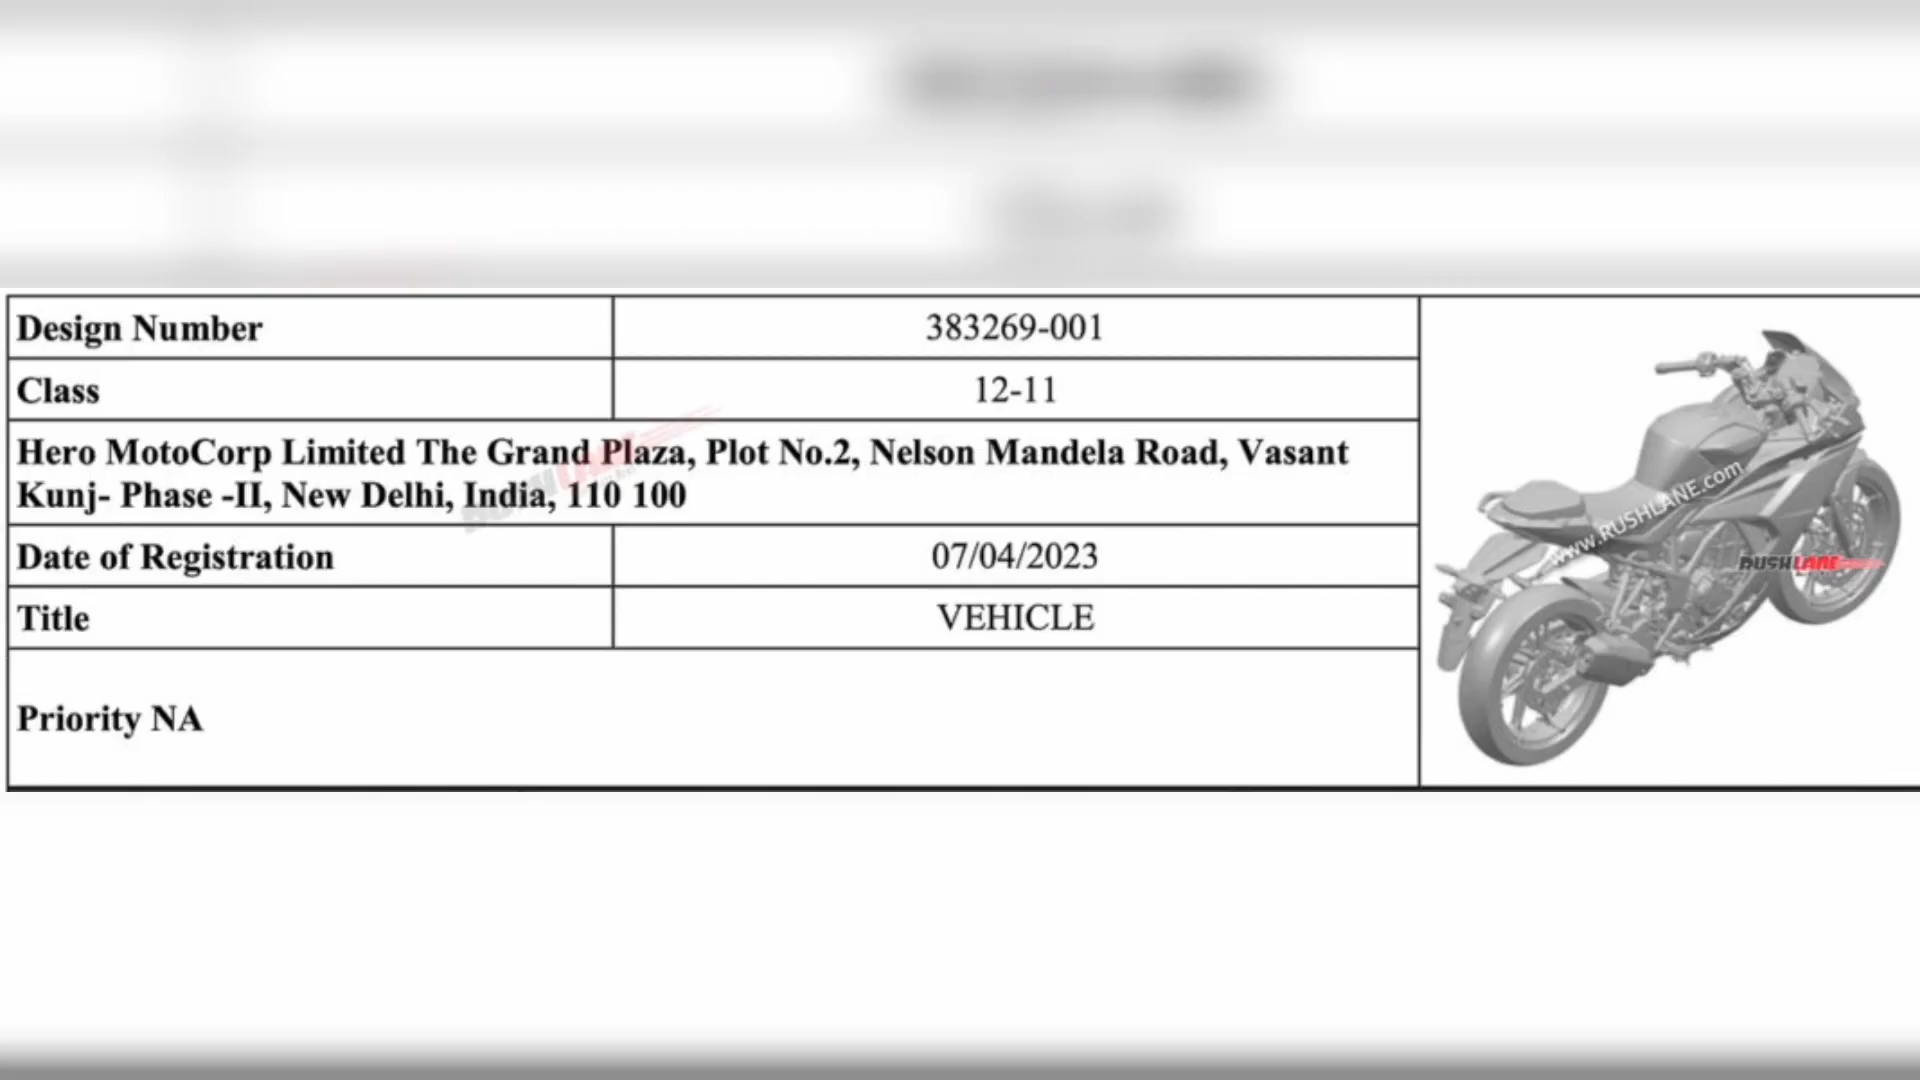 Design Number 383269-001
Class 12-11
Hero MotoCorp Limited The Grand Plaza, Plot No.2, Nelson Mandela Road, Vasant
Kunj- Phase -II, New Delhi, India, 110 100
Date of Registration 07/04/2023
Title VEHICLE
Priority NA
www.RUSHLANE.com
RUSHLANE